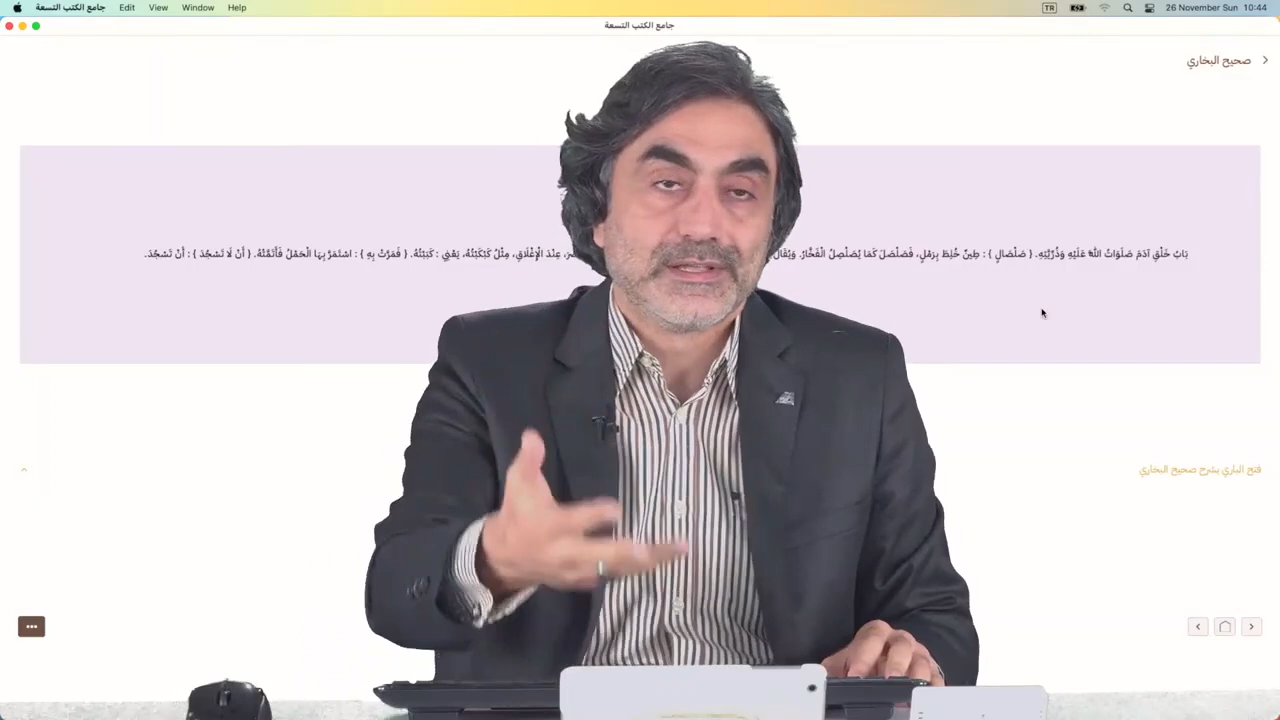 جامع الكتب التسعة Edit View Window Help TR 26 November Sun 10:44
جامع الكتب التسعة
صحيح البخاري
بَابُ خَلْقِ آدَمَ صَلَوَاتُ اللَّهِ عَلَيْهِ وَذُرِّيَّتِهِ. { صَلْصَالٍ } : طِينٌ خُلِطَ بِرَمْلٍ، فَصَلْصَلَ كَمَا يُصَلْصِلُ الْفَخَّارُ. وَيُقَالُ عِنْدَ الْإِغْلَاقِ، مِثْلُ كَبْكَبْتُهُ، يَعْنِي : كَبَبْتُهُ. { فَمَرَّتْ بِهِ } : اسْتَمَرَّ بِهَا الْحَمْلُ فَأَتَمَّتْهُ. { أَنْ لَا تَسْجُدَ } : أَنْ تَسْجُدَ.
فتح الباري بشرح صحيح البخاري